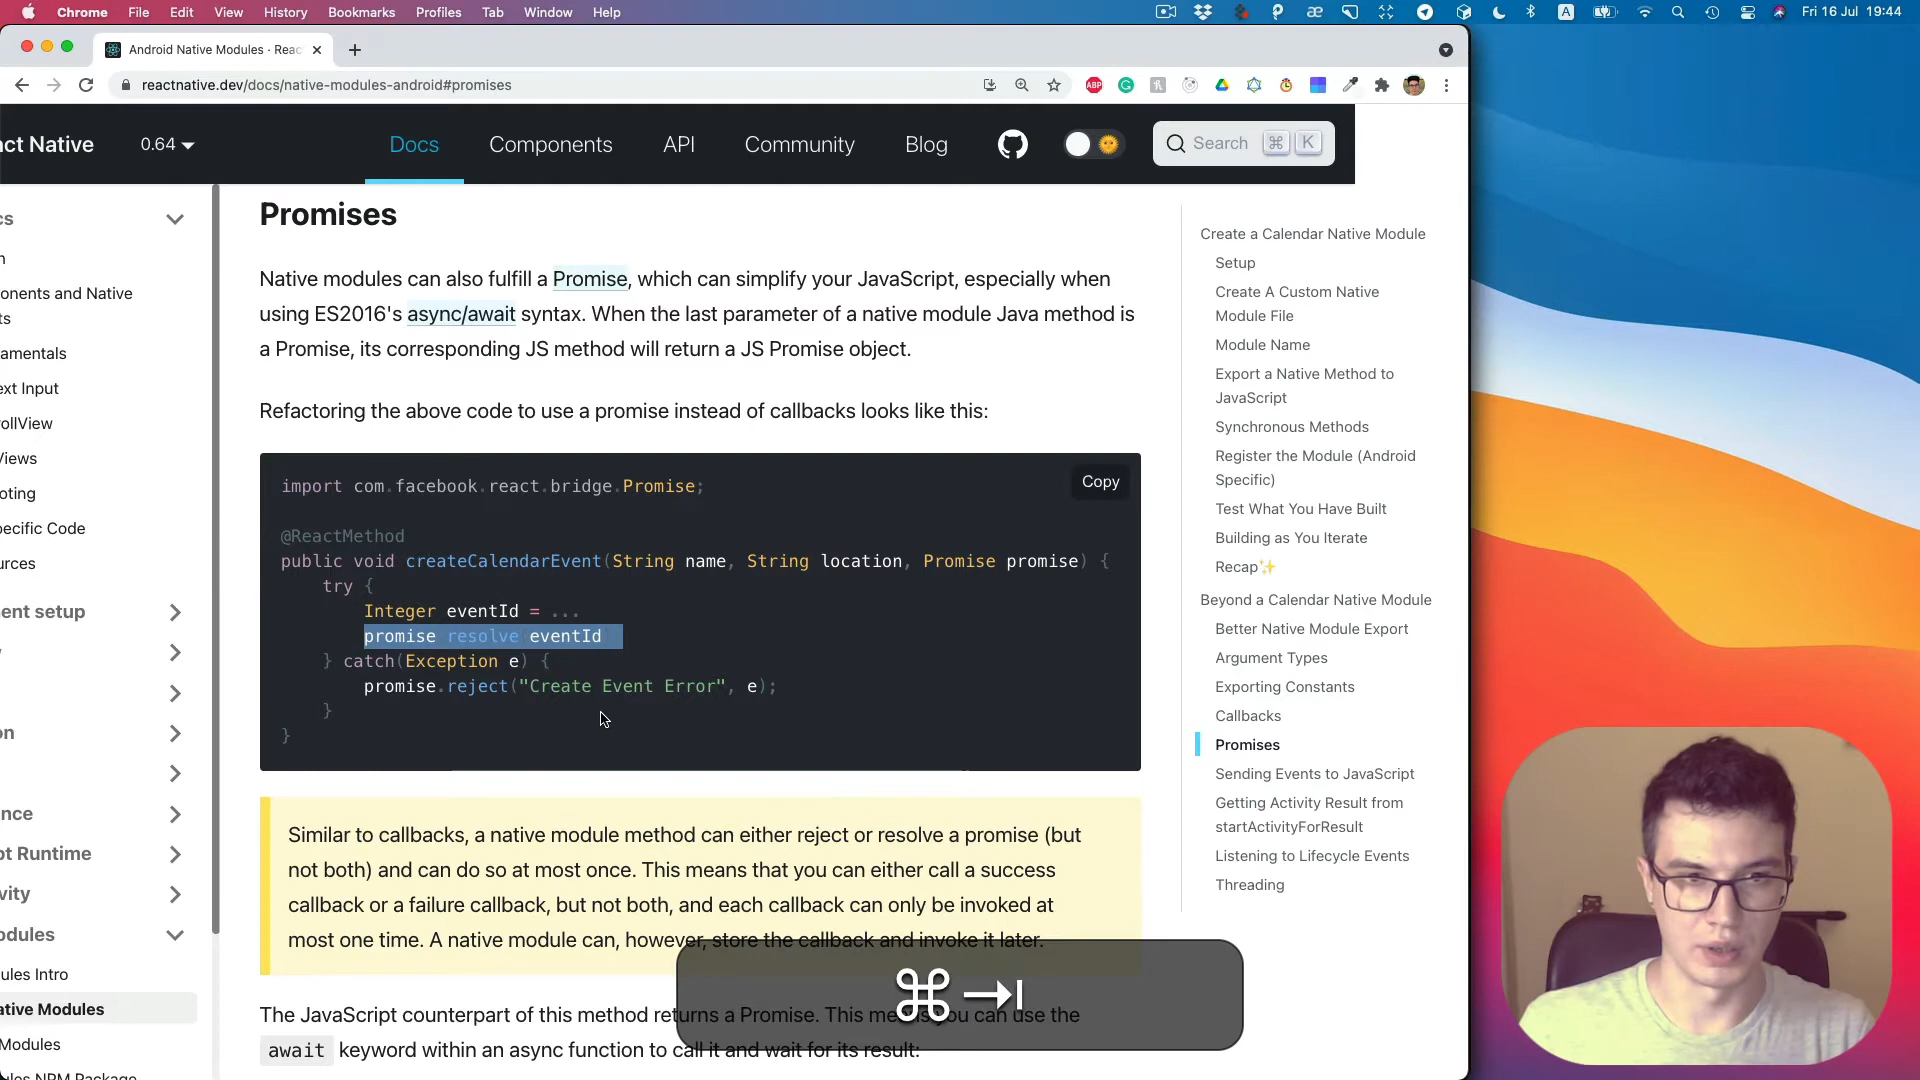 Chrome File Edit View History Bookmarks Profiles Tab Window Help
A Fri 16 Jul 19:44
Android Native Modules · Reac
reactnative.dev/docs/native-modules-android#promises
ABP
ct Native 0.64 Docs Components API Community Blog Search ⌘ K
cs
n
onents and Native
ts
amentals
ext Input
rollView
Views
oting
pecific Code
urces
ent setup
on
nce
pt Runtime
vity
odules
ules Intro
ative Modules
Modules
ules NPM Package
Promises
Native modules can also fulfill a Promise, which can simplify your JavaScript, especially when
using ES2016's async/await syntax. When the last parameter of a native module Java method is
a Promise, its corresponding JS method will return a JS Promise object.
Refactoring the above code to use a promise instead of callbacks looks like this:
Copy
import com.facebook.react.bridge.Promise;
@ReactMethod
public void createCalendarEvent(String name, String location, Promise promise) {
try {
Integer eventId = ...
promise resolve eventId
} catch(Exception e) {
promise.reject("Create Event Error", e);
}
}
Similar to callbacks, a native module method can either reject or resolve a promise (but
not both) and can do so at most once. This means that you can either call a success
callback or a failure callback, but not both, and each callback can only be invoked at
most one time. A native module can, however, store the callback and invoke it later.
The JavaScript counterpart of this method returns a Promise. This means you can use the
await keyword within an async function to call it and wait for its result:
⌘ ⇥
Create a Calendar Native Module
Setup
Create A Custom Native
Module File
Module Name
Export a Native Method to
JavaScript
Synchronous Methods
Register the Module (Android
Specific)
Test What You Have Built
Building as You Iterate
Recap✨
Beyond a Calendar Native Module
Better Native Module Export
Argument Types
Exporting Constants
Callbacks
Promises
Sending Events to JavaScript
Getting Activity Result from
startActivityForResult
Listening to Lifecycle Events
Threading